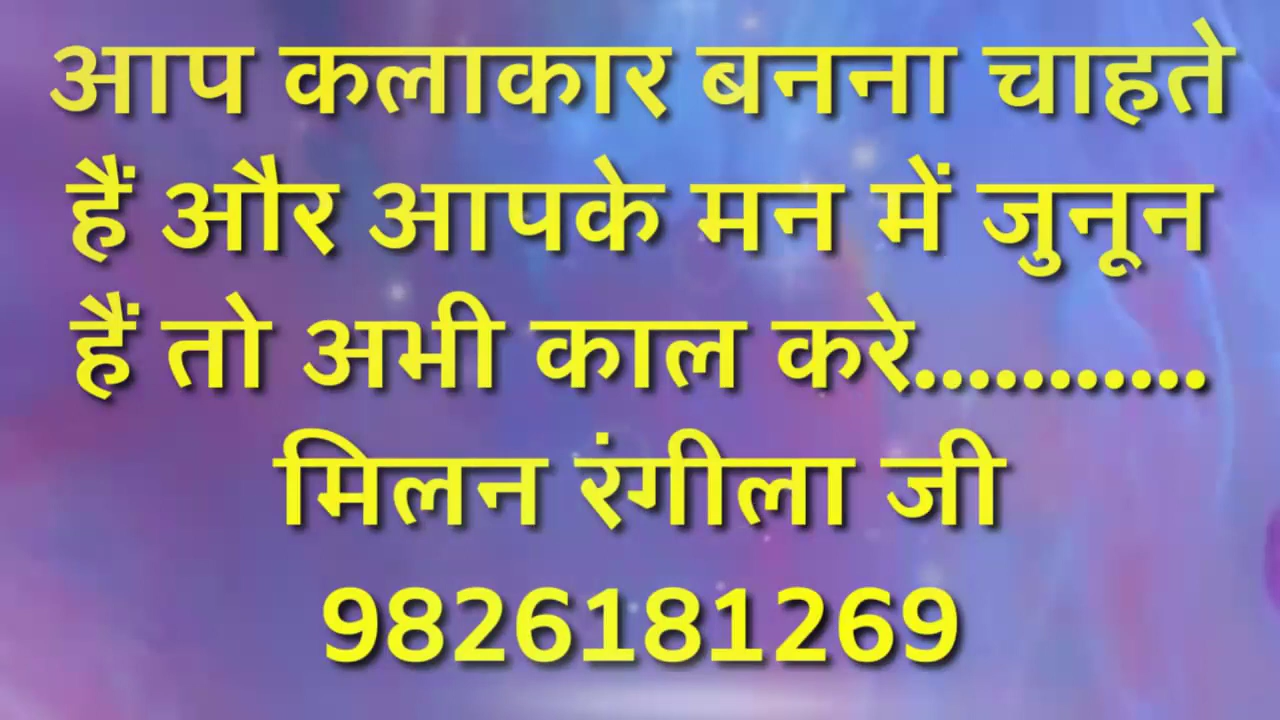 आप कलाकार बनना चाहते
हैं और आपके मन में जुनून
हैं तो अभी काल करे...........
मिलन रंगीला जी
9826181269